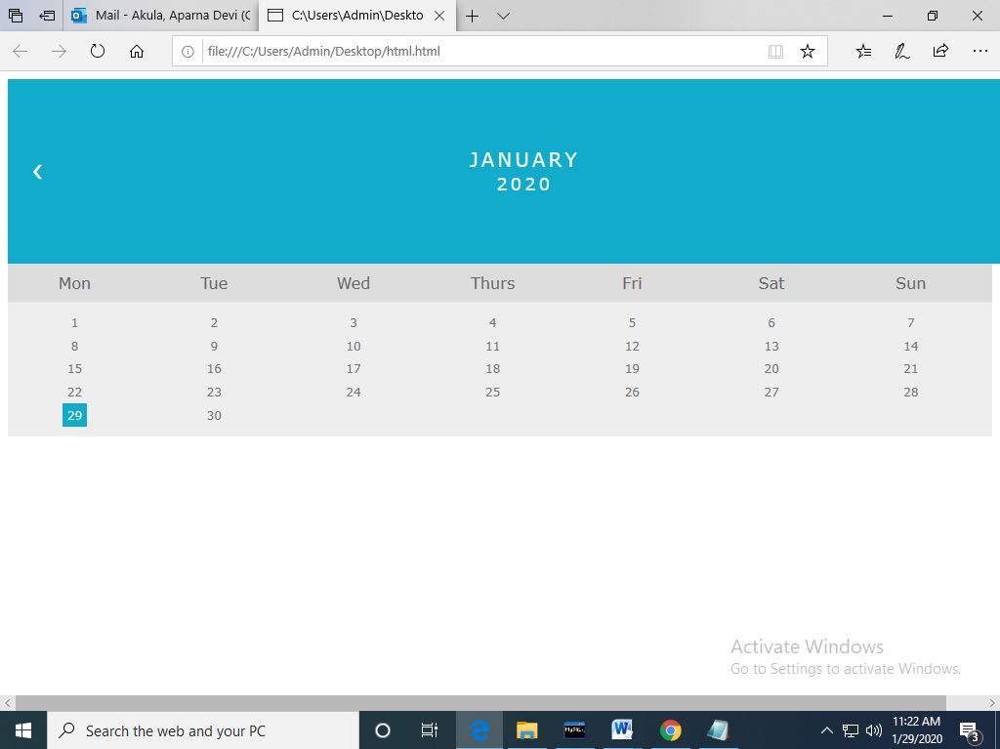 Mail - Akula, Aparna Devi (C
C:\Users\Admin\Deskto
file:///C:/Users/Admin/Desktop/html.html
JANUARY
2020
Mon Tue Wed Thurs Fri Sat Sun
1 2 3 4 5 6 7
8 9 10 11 12 13 14
15 16 17 18 19 20 21
22 23 24 25 26 27 28
29 30
Activate Windows
Go to Settings to activate Windows.
Search the web and your PC
MySQL
11:22 AM
1/29/2020
3